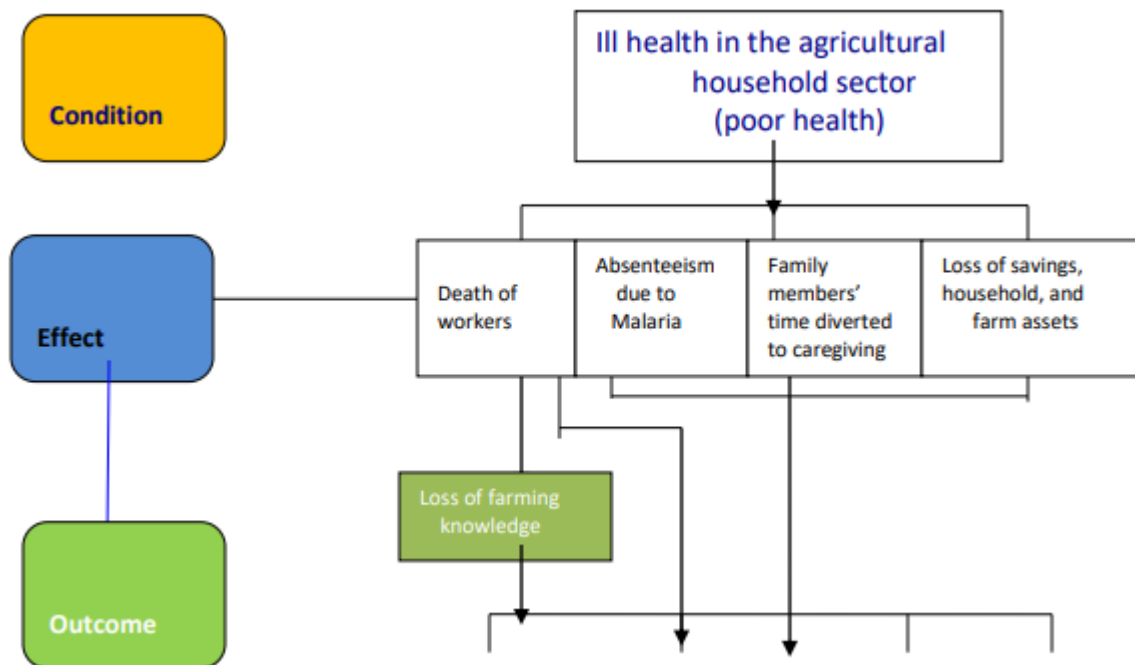 Condition
Ill health in the agricultural
household sector
(poor health)
Effect
Death of
workers
Absenteeism
due to
Malaria
Family
members’
time diverted
to caregiving
Loss of savings,
household, and
farm assets
Loss of farming
knowledge
Outcome